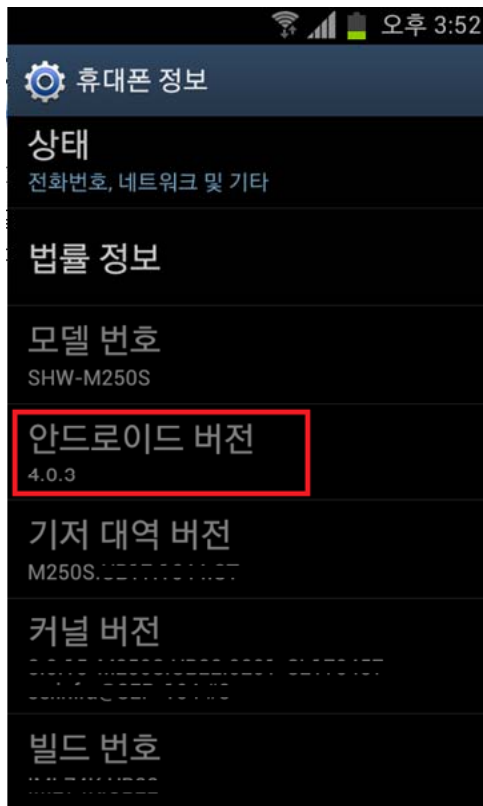 오후 3:52
휴대폰 정보
상태
전화번호, 네트워크 및 기타
법률 정보
모델 번호
SHW-M250S
안드로이드 버전
4.0.3
기저 대역 버전
M250S.
커널 버전
빌드 번호